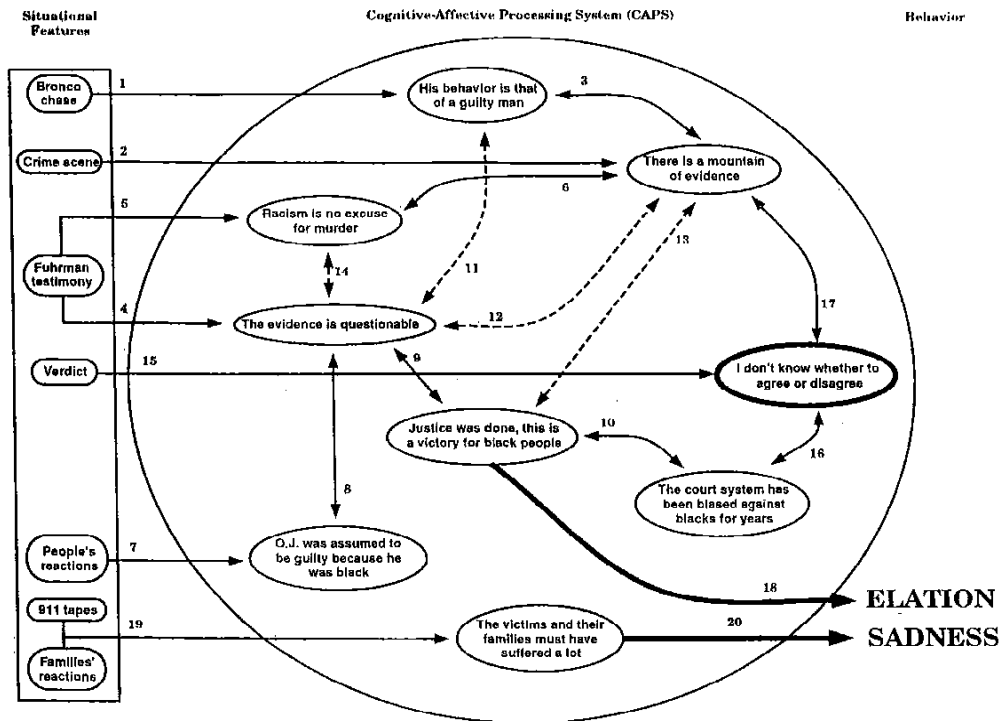 Situational
Features
Cognitive-Affective Processing System (CAPS)
Behavior
Bronco
chase
1
His behavior is that
of a guilty man
3
Crime scene
2
There is a mountain
of evidence
5
Racism is no excuse
for murder
6
Fuhrman
testimony
14
11
13
4
The evidence is questionable
12
17
Verdict
15
9
I don't know whether to
agree or disagree
Justice was done, this is
a victory for black people
10
16
8
The court system has
been biased against
blacks for years
People's
reactions
7
O.J. was assumed to
be guilty because he
was black
18
ELATION
911 tapes
19
The victims and their
families must have
suffered a lot
20
SADNESS
Families'
reactions